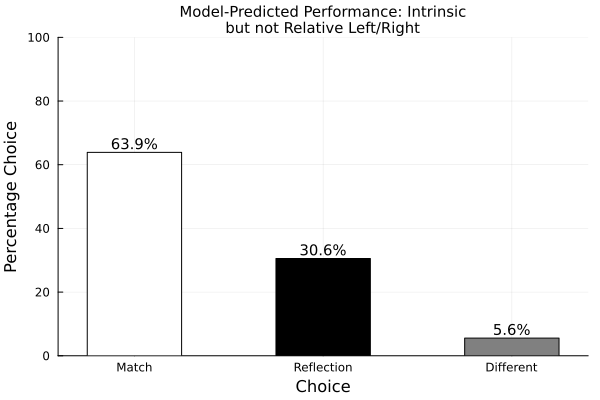 Model-Predicted Performance: Intrinsic
but not Relative Left/Right
Percentage Choice
100
80
60
40
20
0
63.9%
30.6%
5.6%
Match
Reflection
Different
Choice